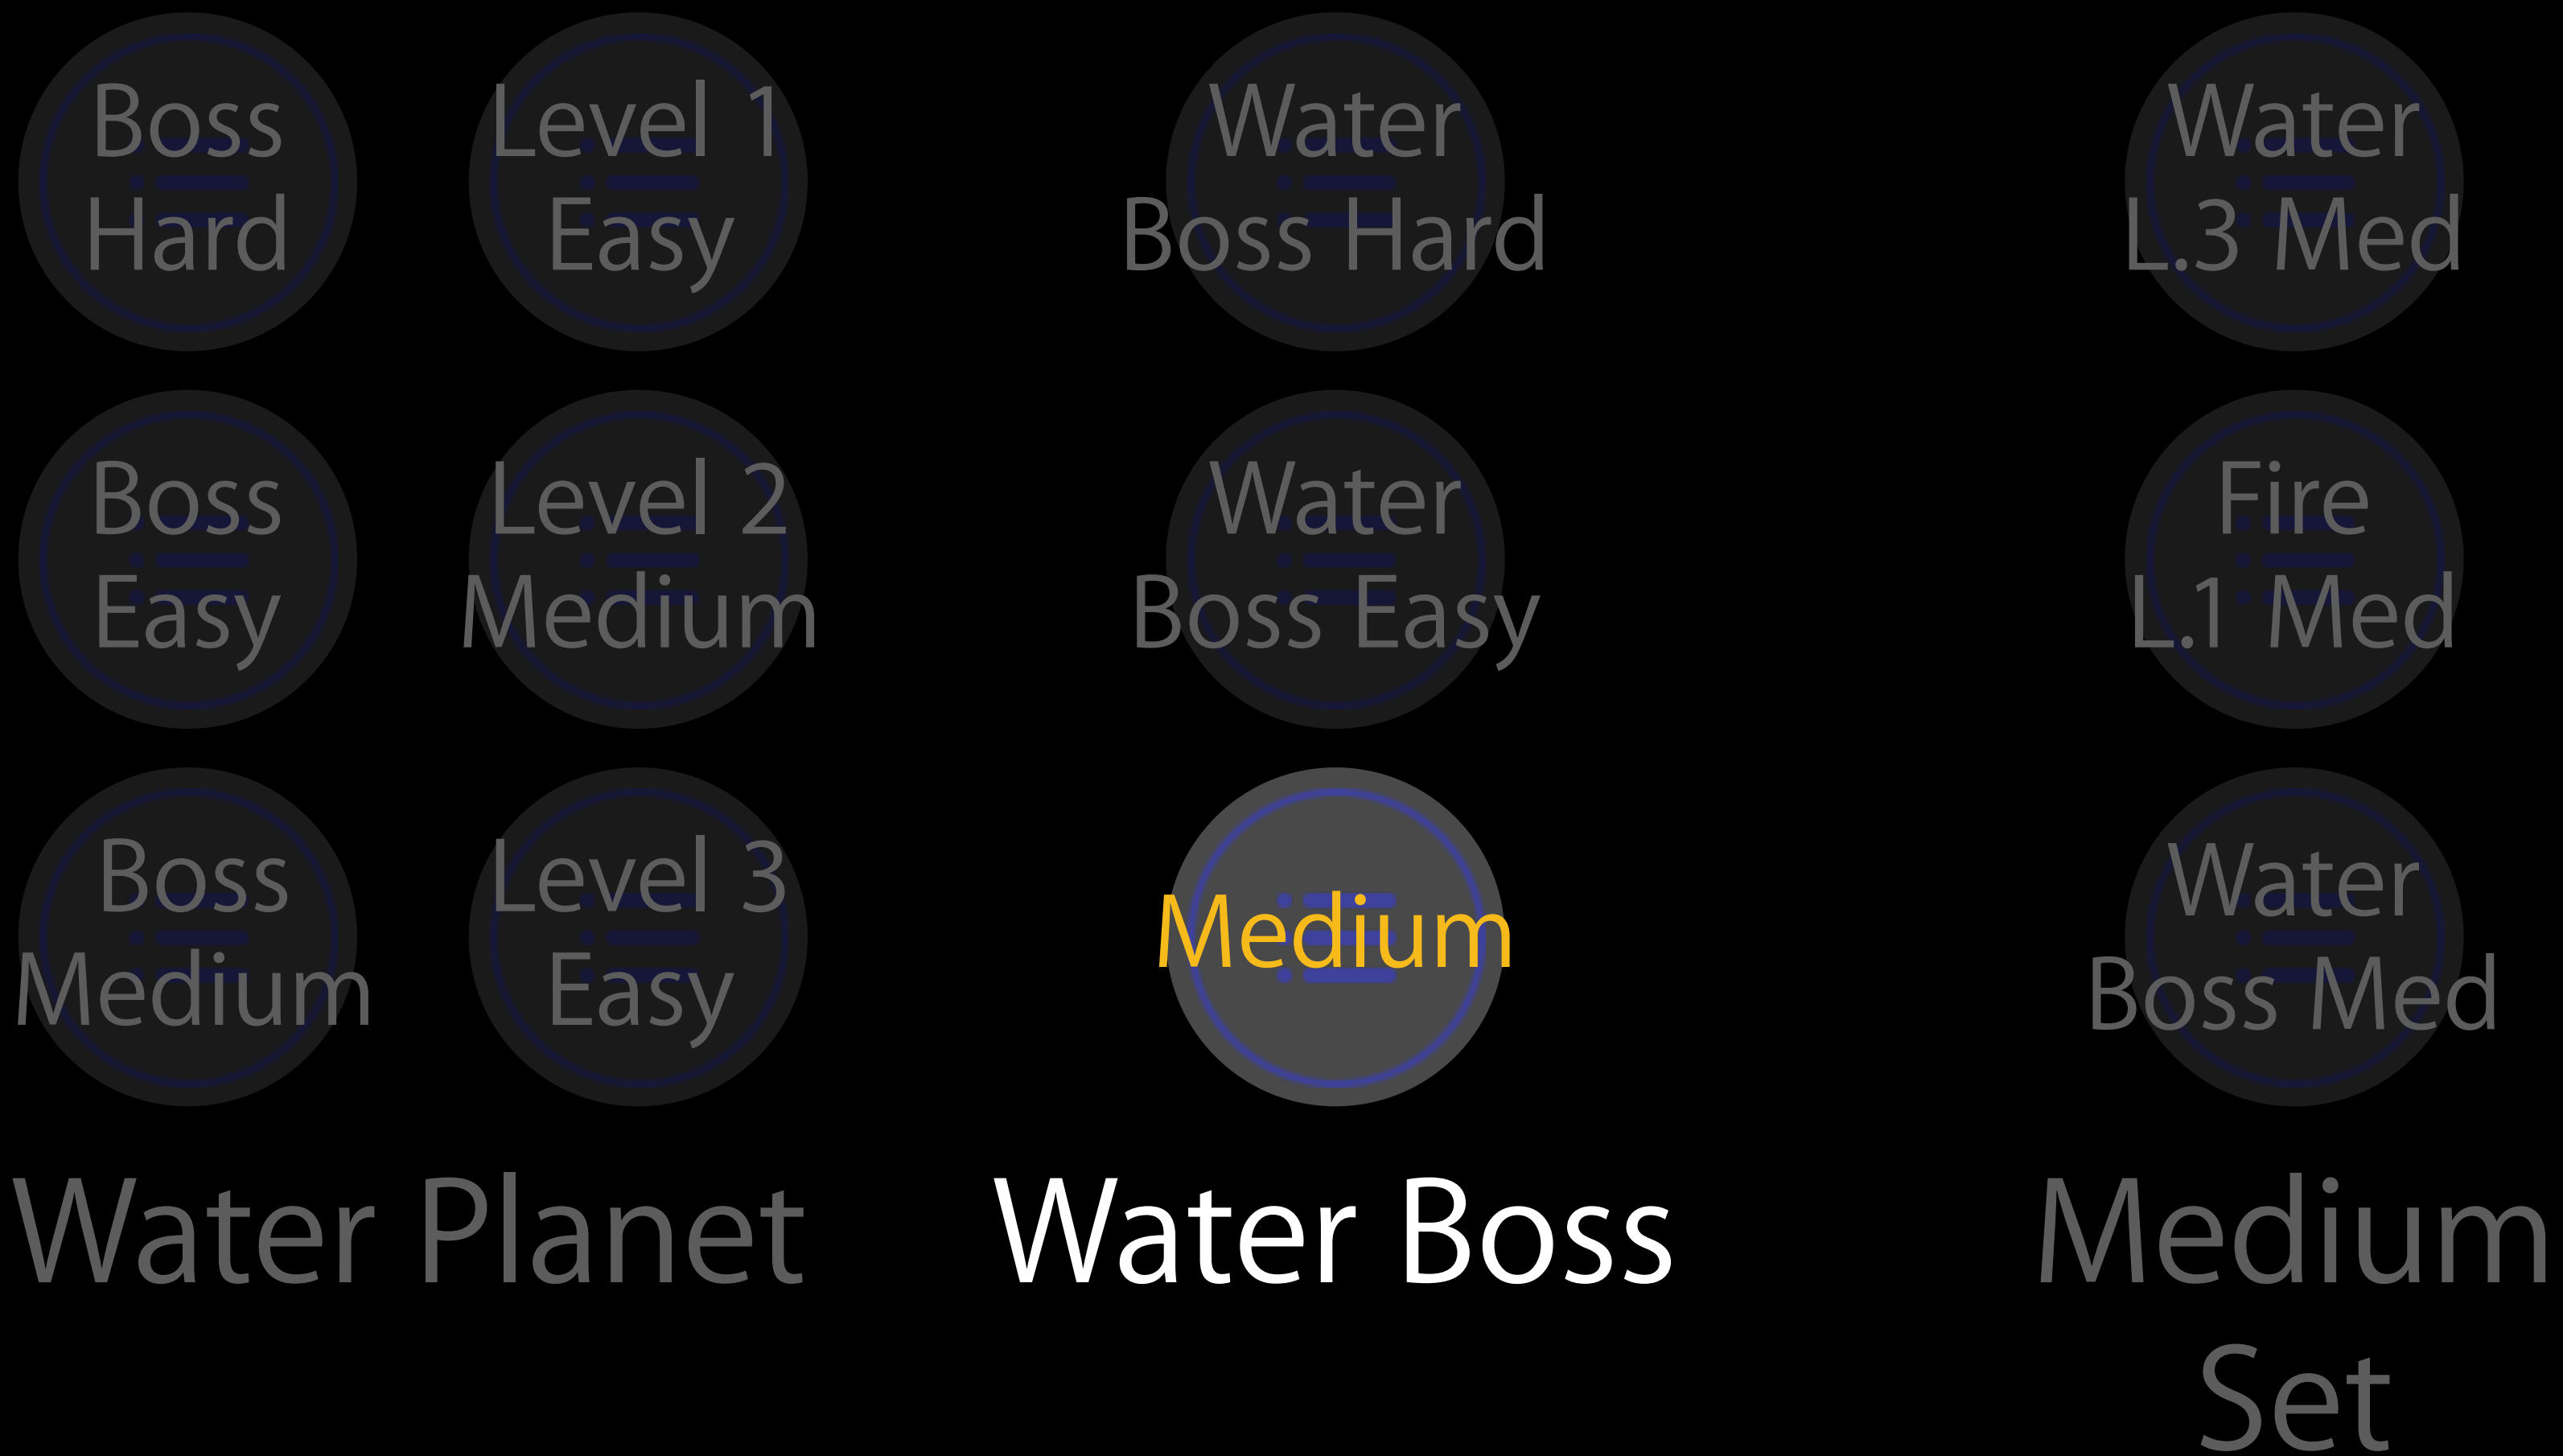 Boss
Hard
Level 1
Easy
Water
Boss Hard
Water
L.3 Med
Boss
Easy
Level 2
Medium
Water
Boss Easy
Fire
L.1 Med
Boss
Medium
Level 3
Easy
Medium
Water
Boss Med
Water Planet
Water Boss
Medium
Set